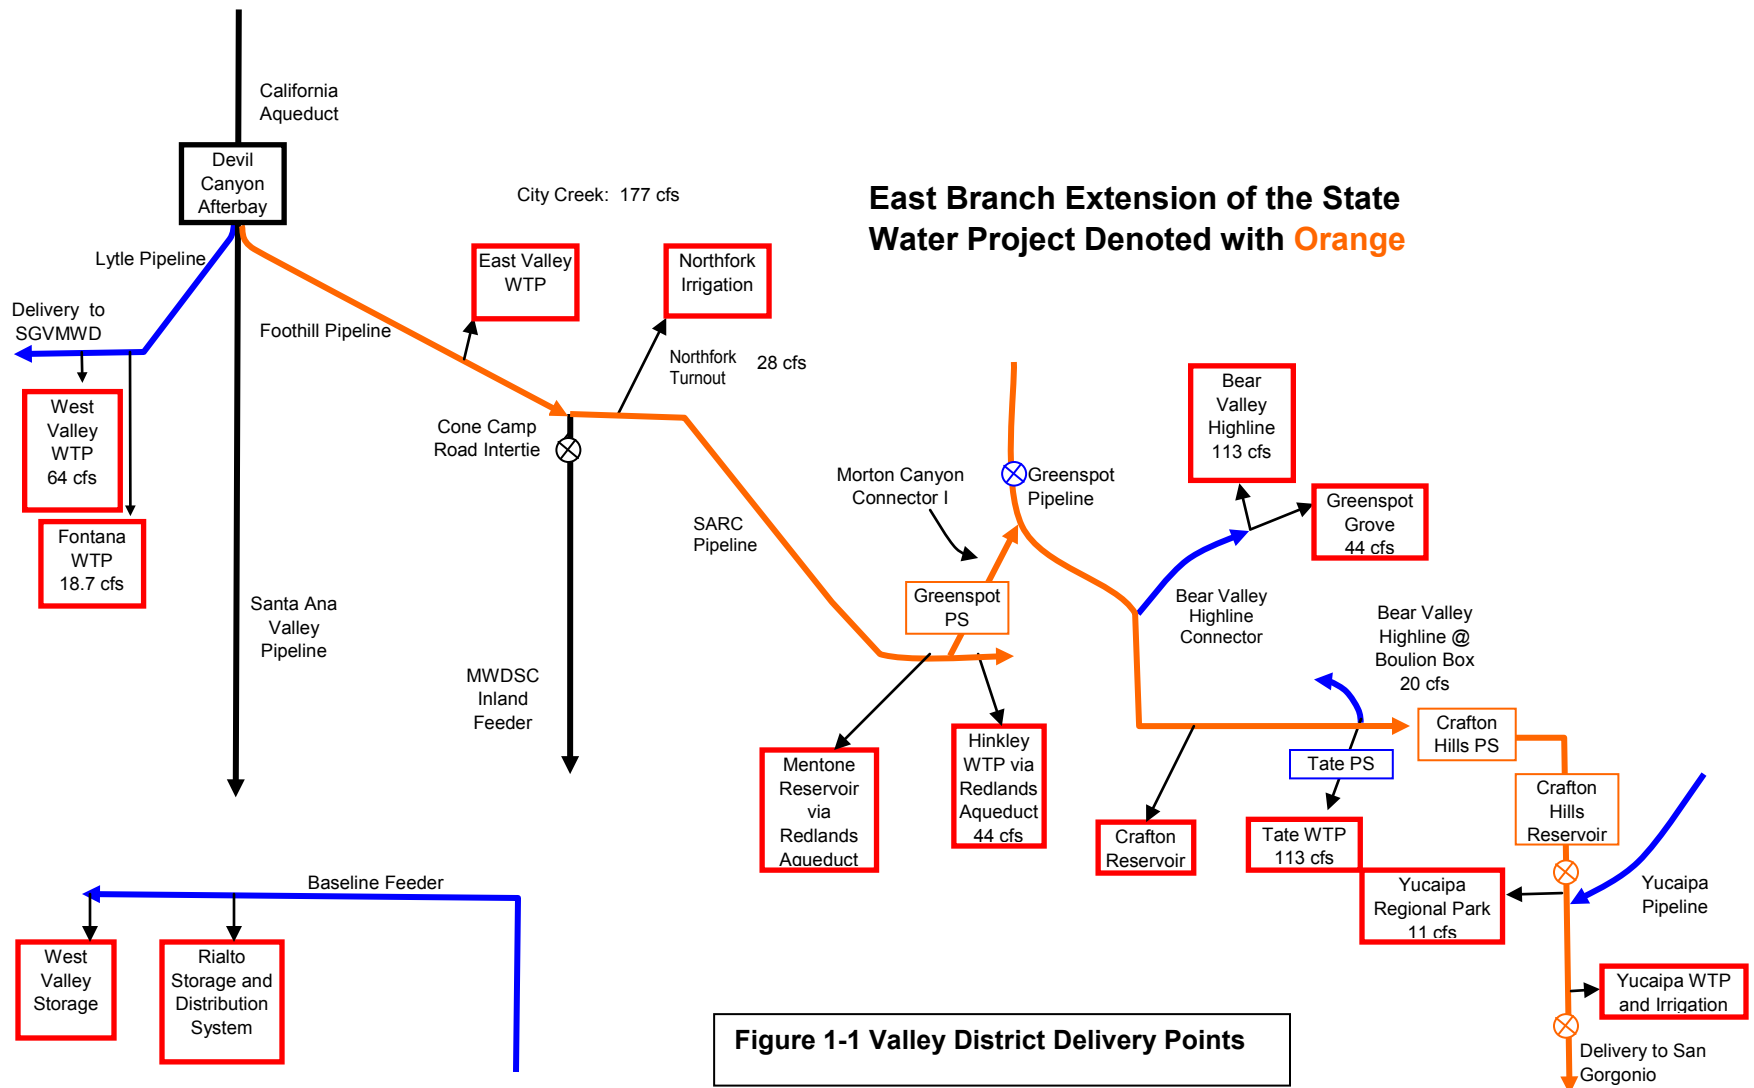 California
Aqueduct
Devil
Canyon
Afterbay
City Creek:  177 cfs
East Branch Extension of the State
Water Project Denoted with Orange
Lytle Pipeline
East Valley
WTP
Northfork
Irrigation
Delivery  to
SGVMWD
Foothill Pipeline
Northfork
Turnout
28 cfs
West
Valley
WTP
64 cfs
Fontana
WTP
18.7 cfs
Cone Camp
Road Intertie
Morton Canyon
Connector I
Greenspot
Pipeline
Bear
Valley
Highline
113 cfs
Greenspot
Grove
44 cfs
SARC
Pipeline
Greenspot
PS
Bear Valley
Highline
Connector
Bear Valley
Highline @
Boulion Box
20 cfs
Santa Ana
Valley
Pipeline
MWDSC
Inland
Feeder
Mentone
Reservoir
via
Redlands
Aqueduct
Hinkley
WTP via
Redlands
Aqueduct
44 cfs
Crafton
Hills PS
Tate PS
Crafton
Hills
Reservoir
Crafton
Reservoir
Tate WTP
113 cfs
Yucaipa
Regional Park
11 cfs
Yucaipa
Pipeline
Baseline Feeder
West
Valley
Storage
Rialto
Storage and
Distribution
System
Yucaipa WTP
and Irrigation
Figure 1-1 Valley District Delivery Points
Delivery to San
Gorgonio